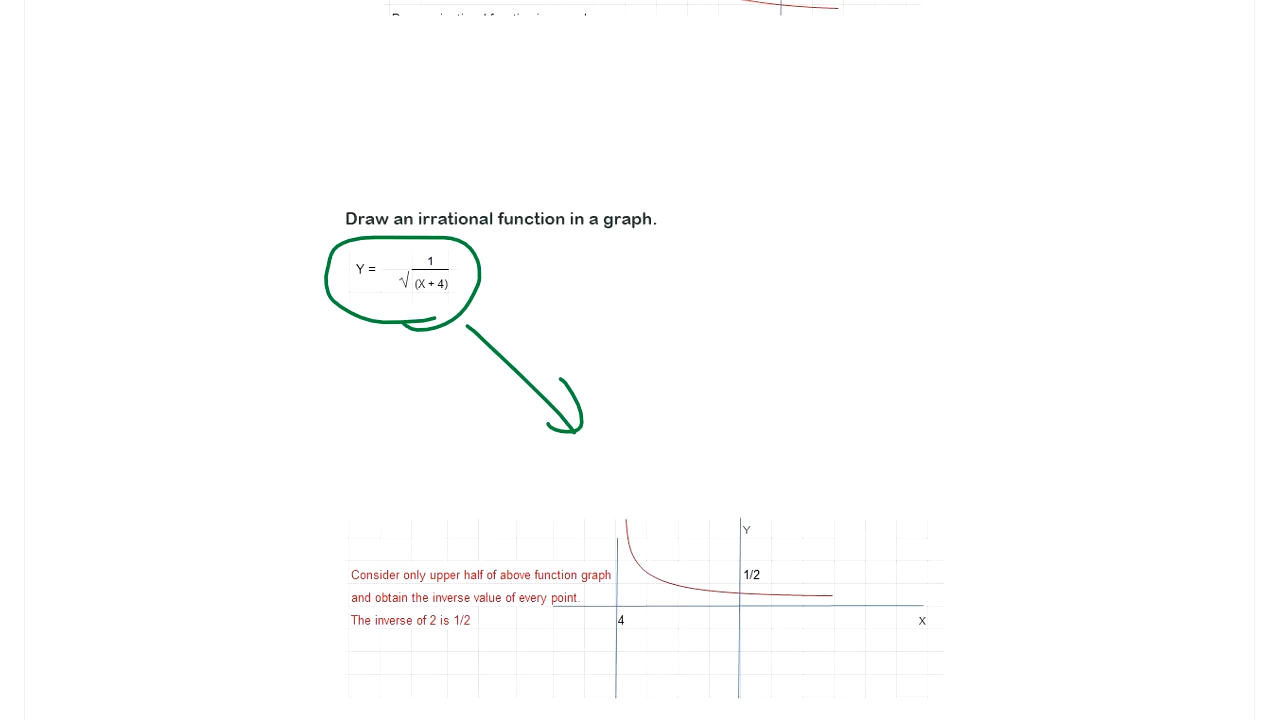 Draw an irrational function in a graph.
Y = √ 1 / (X + 4)
Y
Consider only upper half of above function graph
1/2
and obtain the inverse value of every point.
The inverse of 2 is 1/2
4
X